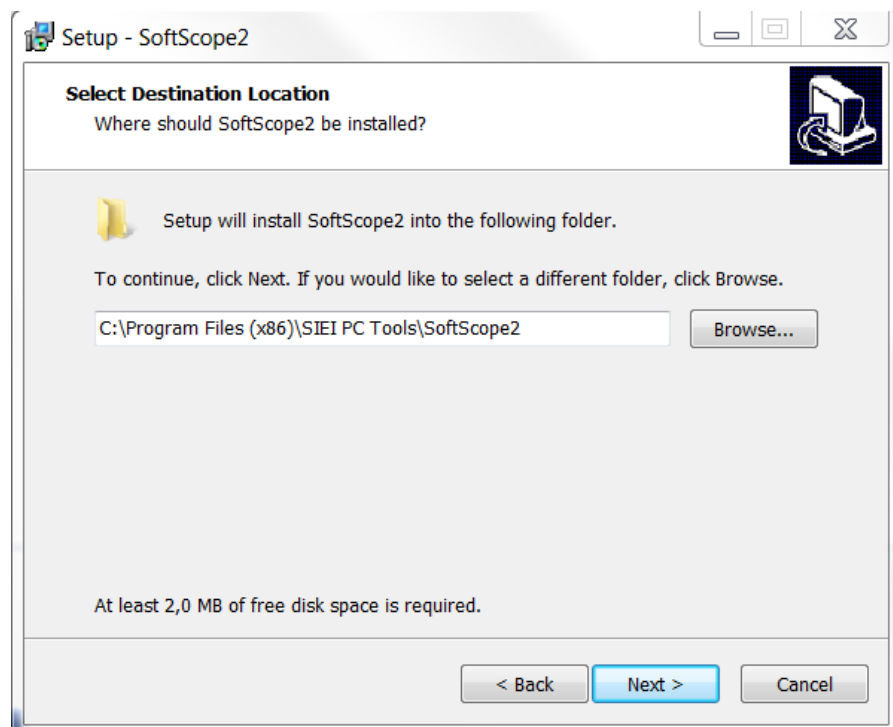 Setup - SoftScope2
Select Destination Location
Where should SoftScope2 be installed?
Setup will install SoftScope2 into the following folder.
To continue, click Next. If you would like to select a different folder, click Browse.
C:\Program Files (x86)\SIEI PC Tools\SoftScope2
Browse...
At least 2,0 MB of free disk space is required.
< Back
Next >
Cancel